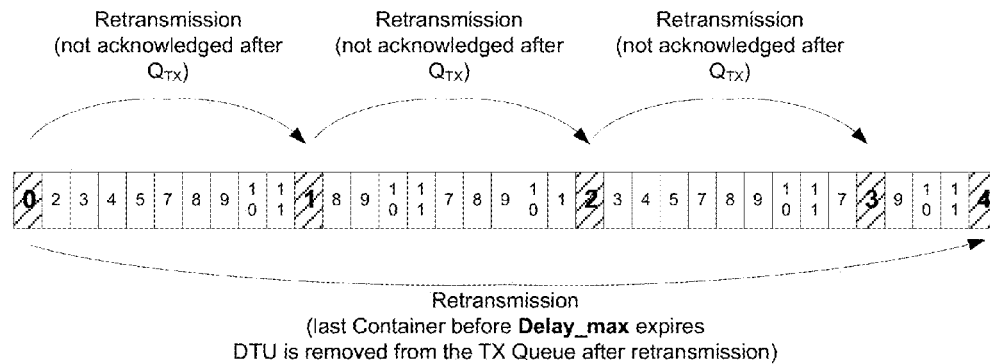 Retransmission
(not acknowledged after
QTX)
Retransmission
(not acknowledged after
QTX)
Retransmission
(not acknowledged after
QTX)
0 2 3 4 5 7 8 9 10 11 1 8 9 10 11 7 8 9 10 1 2 3 4 5 7 8 9 10 11 7 3 9 10 11 4
Retransmission
(last Container before Delay_max expires
DTU is removed from the TX Queue after retransmission)